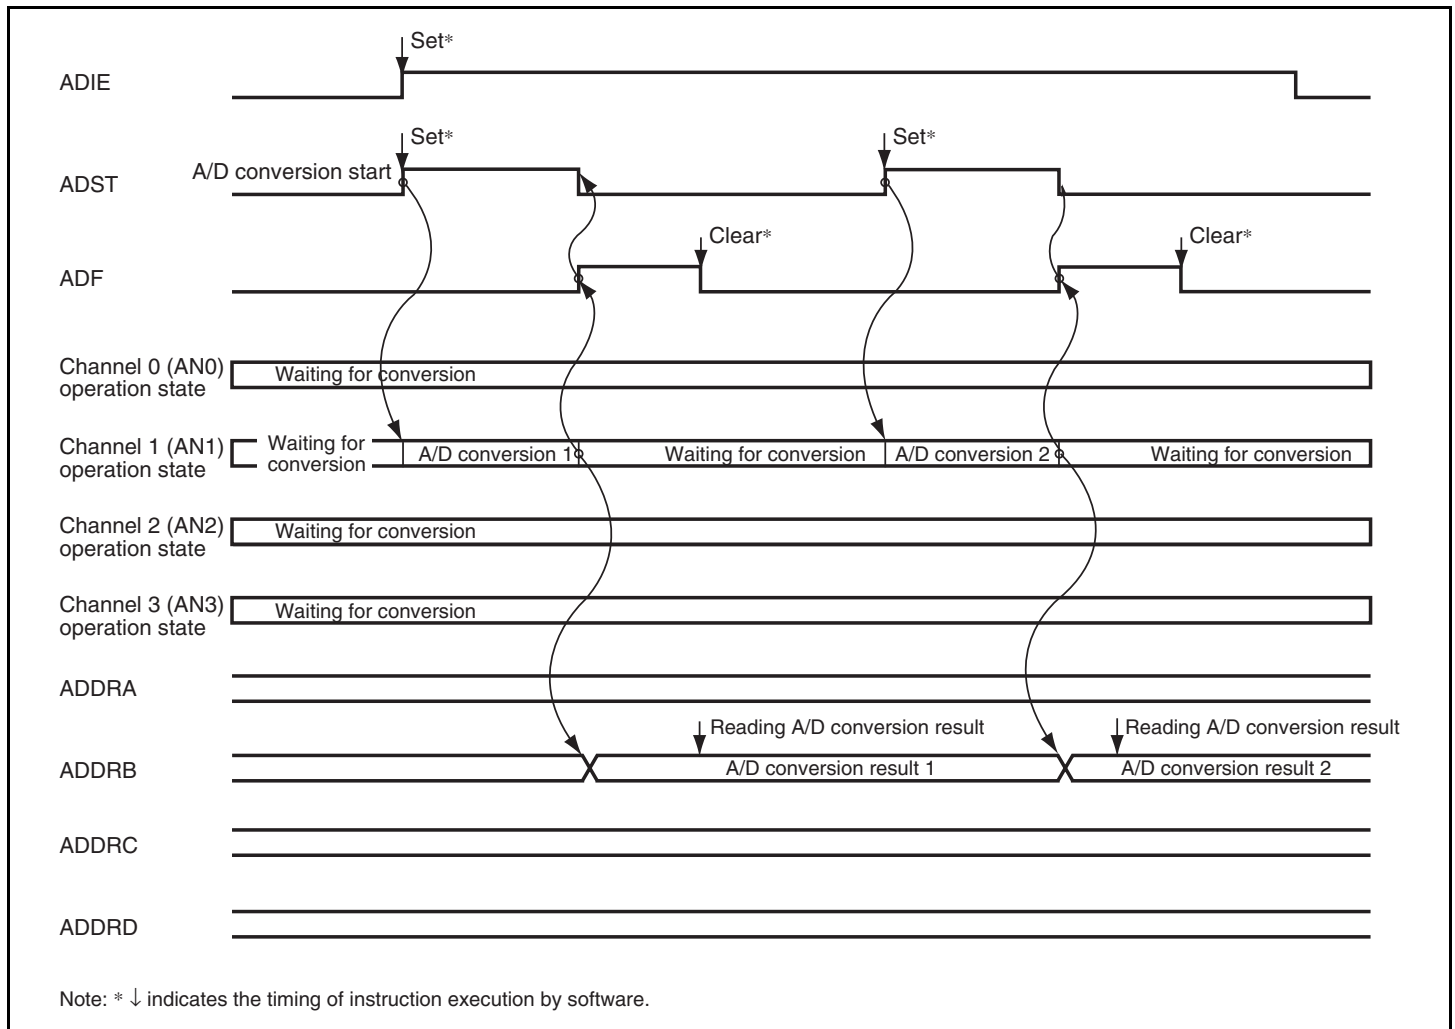 Set*
ADIE
Set*
Set*
A/D conversion start
ADST
Clear*
Clear*
ADF
Channel 0 (AN0)
operation state
Waiting for conversion
Channel 1 (AN1)
operation state
Waiting for
conversion
A/D conversion 1
Waiting for conversion
A/D conversion 2
Waiting for conversion
Channel 2 (AN2)
operation state
Waiting for conversion
Channel 3 (AN3)
operation state
Waiting for conversion
ADDRA
Reading A/D conversion result
Reading A/D conversion result
ADDRB
A/D conversion result 1
A/D conversion result 2
ADDRC
ADDRD
Note: * ↓ indicates the timing of instruction execution by software.